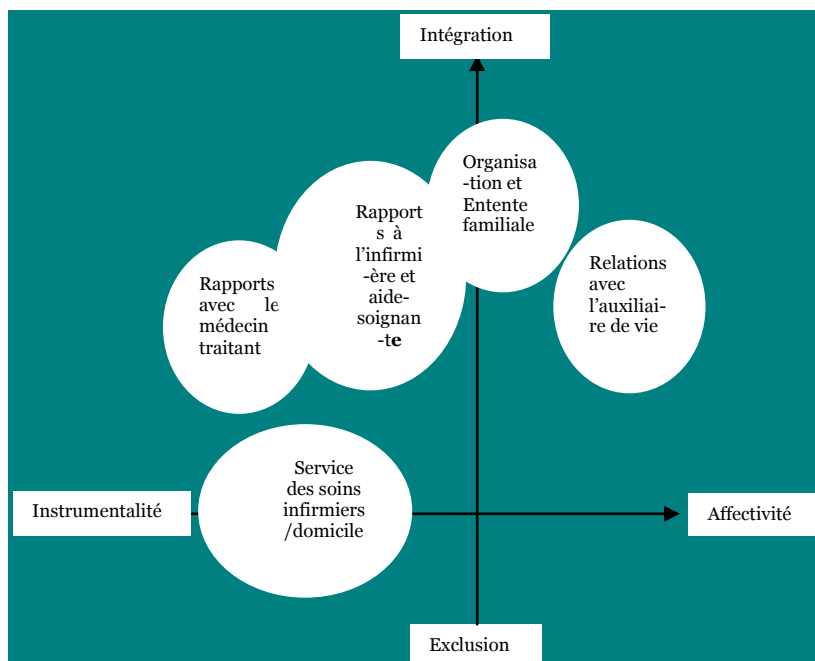 Intégration
Organisa
-tion et
Entente
familiale
Rapport
s à
l’infirmi
-ère et
aide-
soignan
-te
Relations
avec
l’auxiliai-
re de vie
Rapports
avec le
médecin
traitant
Service
des soins
infirmiers
/domicile
Instrumentalité
Affectivité
Exclusion